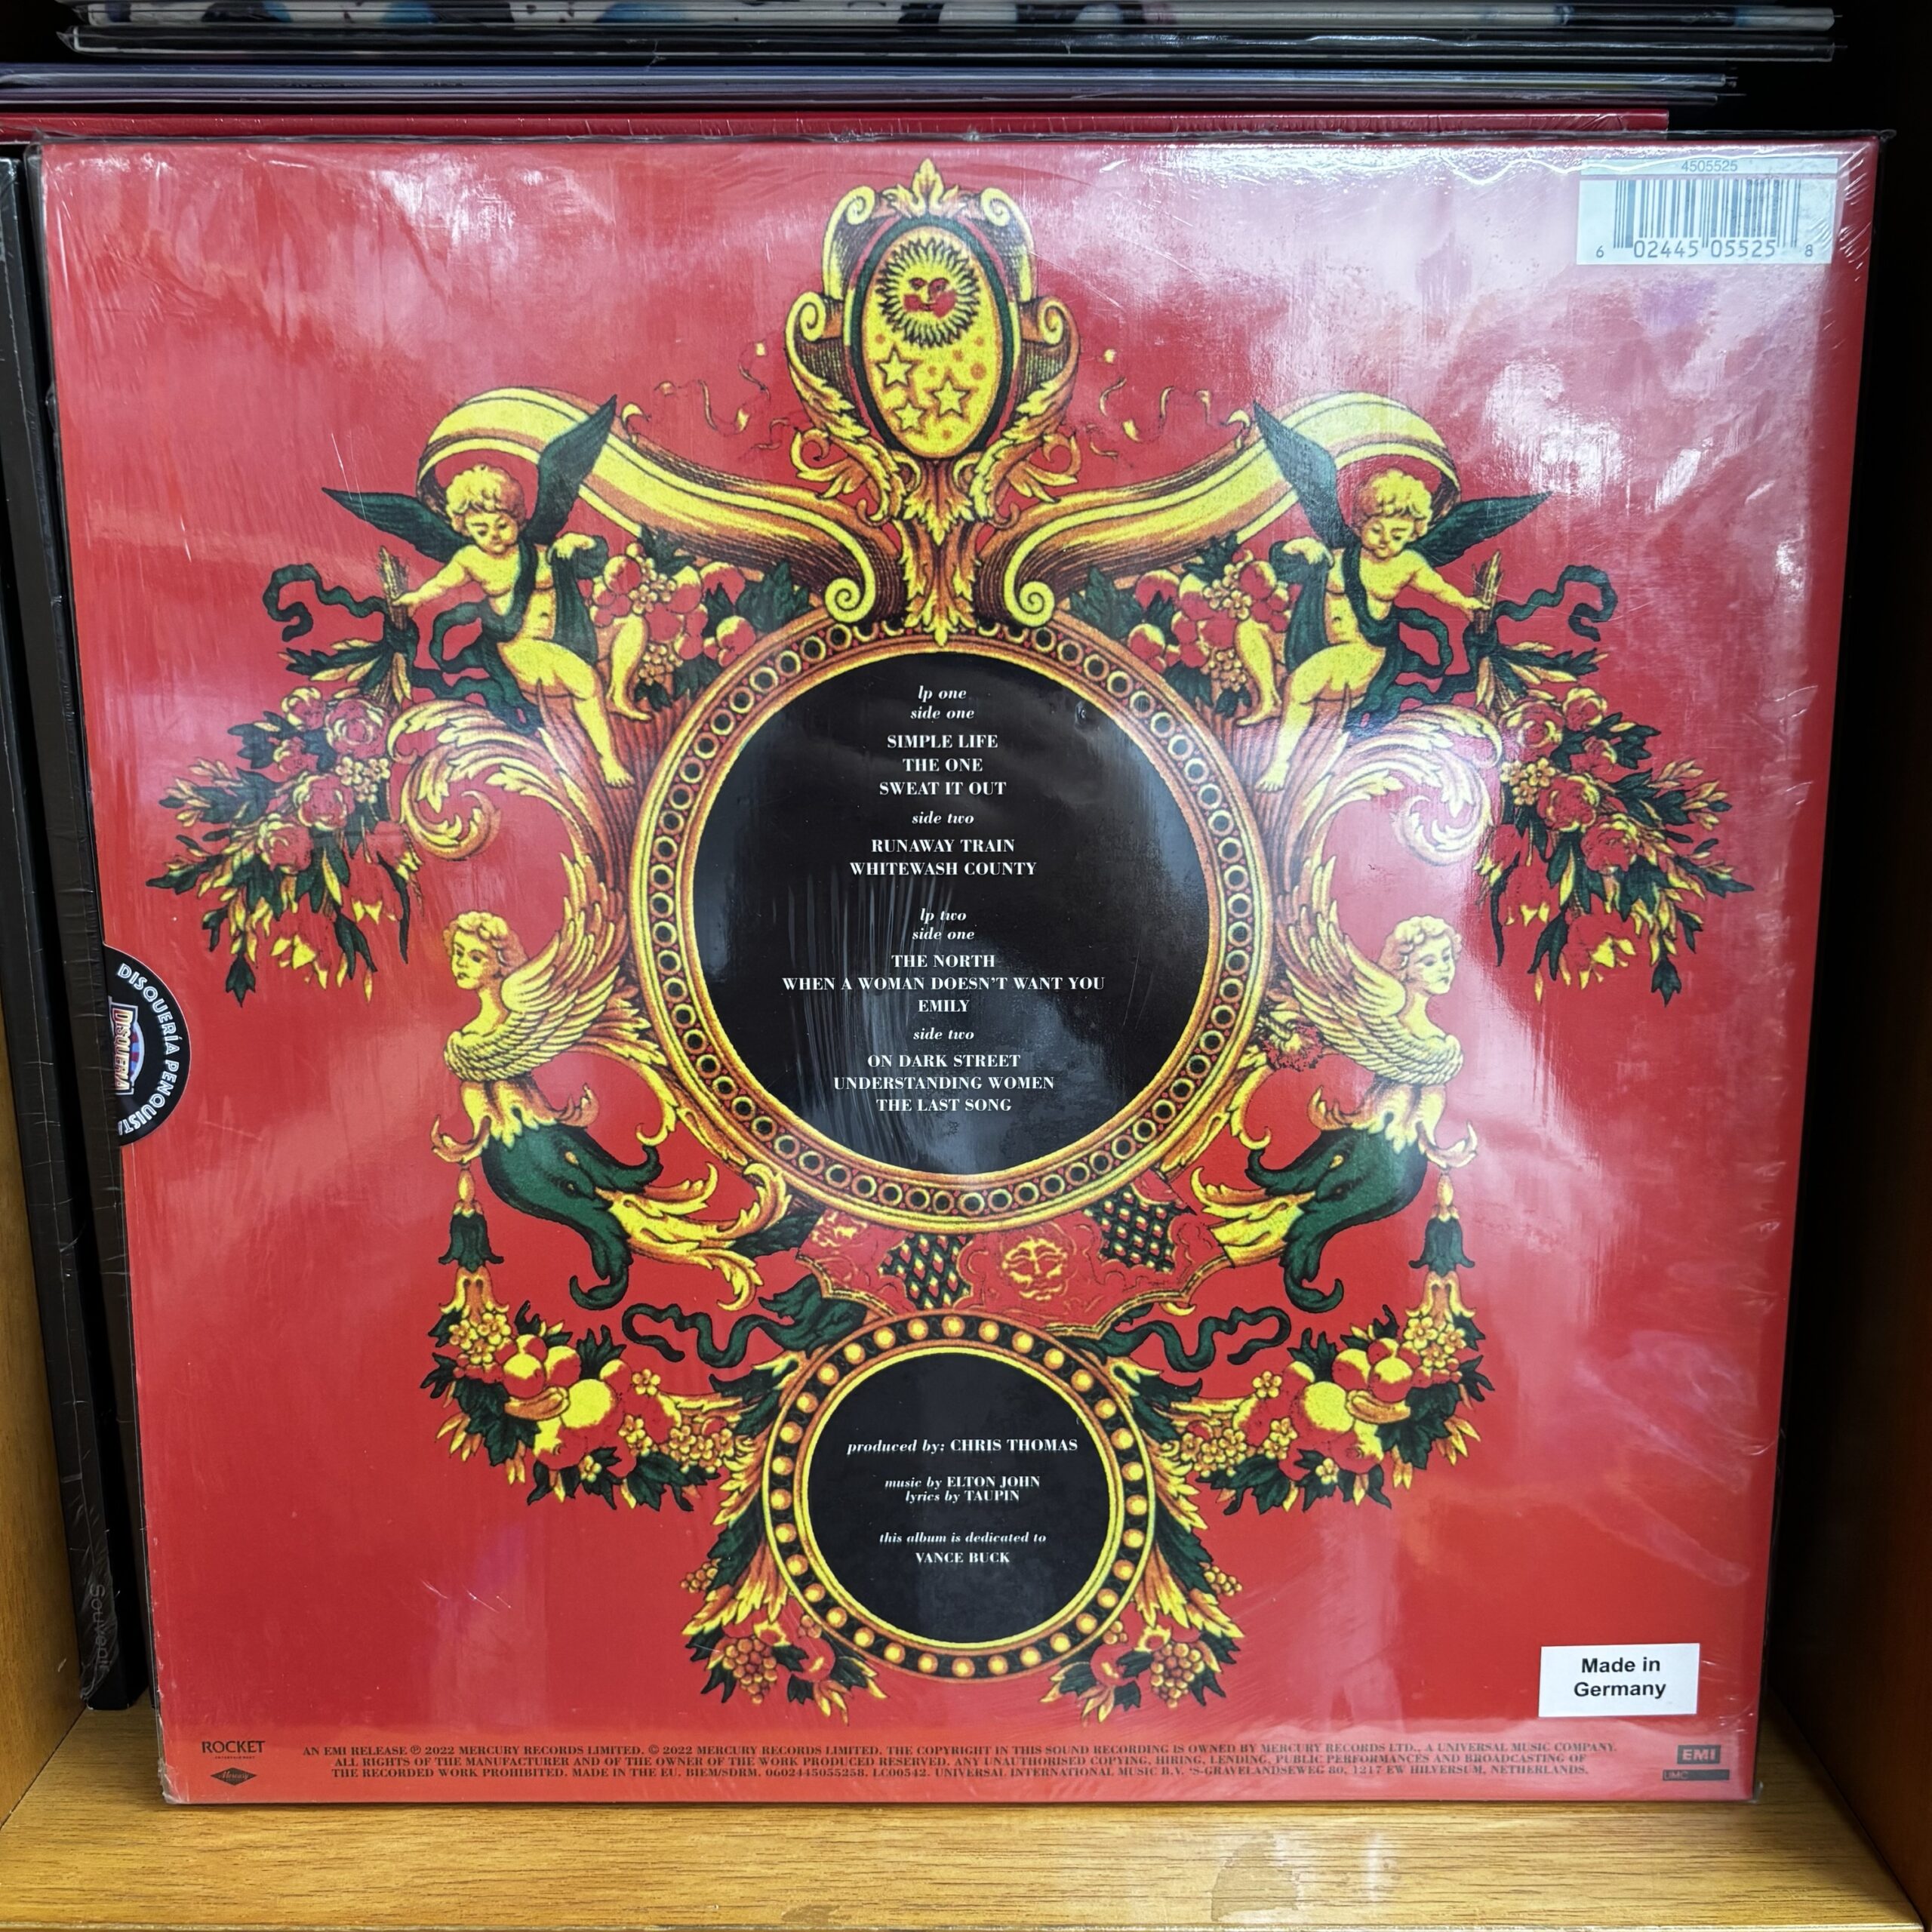 4505525
6 02445 05525 8
lp one
side one
SIMPLE LIFE
THE ONE
SWEAT IT OUT
side two
RUNAWAY TRAIN
WHITEWASH COUNTY
lp two
side one
THE NORTH
WHEN A WOMAN DOESN'T WANT YOU
EMILY
side two
ON DARK STREET
UNDERSTANDING WOMEN
THE LAST SONG
DISQUERÍA PENQUISTA
DISQUERÍA
produced by: CHRIS THOMAS
music by ELTON JOHN
lyrics by TAUPIN
this album is dedicated to
VANCE BUCK
Souvenir
Made in
Germany
ROCKET
ENTERTAINMENT
Mercury
AN EMI RELEASE ℗ 2022 MERCURY RECORDS LIMITED. © 2022 MERCURY RECORDS LIMITED. THE COPYRIGHT IN THIS SOUND RECORDING IS OWNED BY MERCURY RECORDS LTD., A UNIVERSAL MUSIC COMPANY.
ALL RIGHTS OF THE MANUFACTURER AND OF THE OWNER OF THE WORK PRODUCED RESERVED. ANY UNAUTHORISED COPYING, HIRING, LENDING, PUBLIC PERFORMANCES AND BROADCASTING OF
THE RECORDED WORK PROHIBITED. MADE IN THE EU. BIEM/SDRM. 0602445055258. LC00542. UNIVERSAL INTERNATIONAL MUSIC B.V. 'S-GRAVELANDSEWEG 80, 1217 EW HILVERSUM, NETHERLANDS.
EMI
UMC